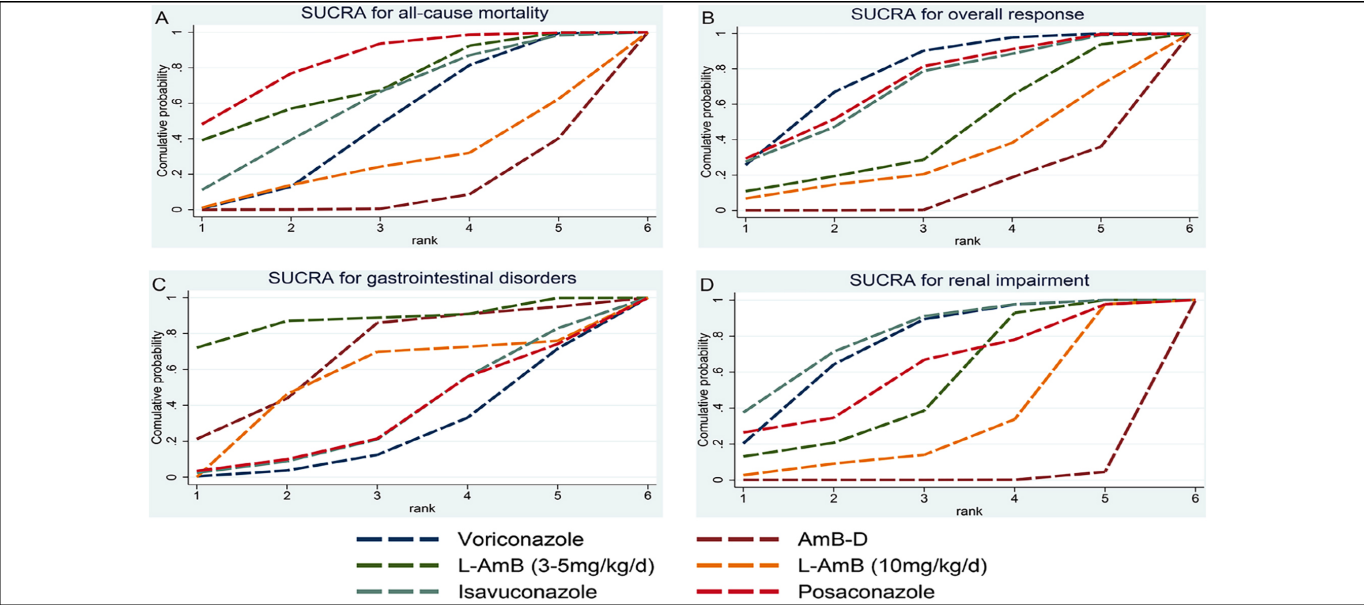 A SUCRA for all-cause mortality
Comulative probability
1
.8
.6
.4
.2
0
1 2 3 4 5 6
rank
B SUCRA for overall response
Comulative probability
1
.8
.6
.4
.2
0
1 2 3 4 5 6
rank
C SUCRA for gastrointestinal disorders
Cumulative probability
1
.8
.6
.4
.2
0
1 2 3 4 5 6
rank
D SUCRA for renal impairment
Comulative probability
1
.8
.6
.4
.2
0
1 2 3 4 5 6
rank
Voriconazole AmB-D
L-AmB (3-5mg/kg/d) L-AmB (10mg/kg/d)
Isavuconazole Posaconazole